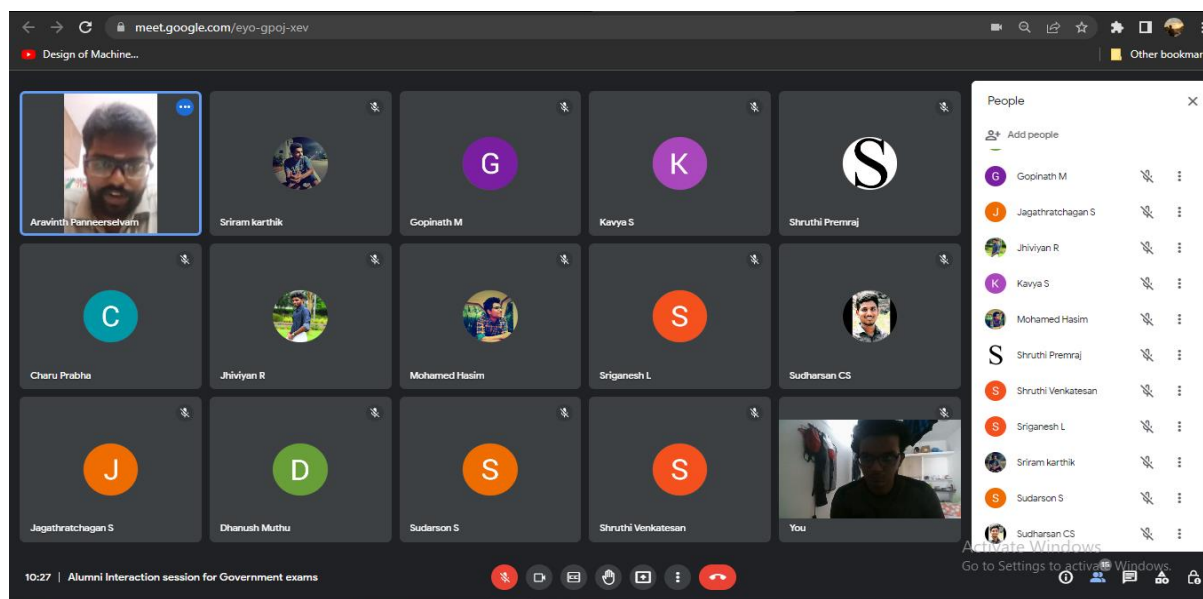 meet.google.com/eyo-gpoj-xev
Design of Machine...
Other bookmar
Aravinth Panneerselvam
Sriram karthik
G
Gopinath M
K
Kavya S
S
Shruthi Premraj
C
Charu Prabha
Jhiviyan R
Mohamed Hasim
S
Sriganesh L
Sudharsan CS
J
Jagathratchagan S
D
Dhanush Muthu
S
Sudarson S
S
Shruthi Venkatesan
You
People
Add people
G Gopinath M
J Jagathratchagan S
Jhiviyan R
K Kavya S
Mohamed Hasim
S Shruthi Premraj
S Shruthi Venkatesan
S Sriganesh L
Sriram karthik
S Sudarson S
Sudharsan CS
Activate Windows
Go to Settings to activate Windows.
10:27 | Alumni Interaction session for Government exams
15